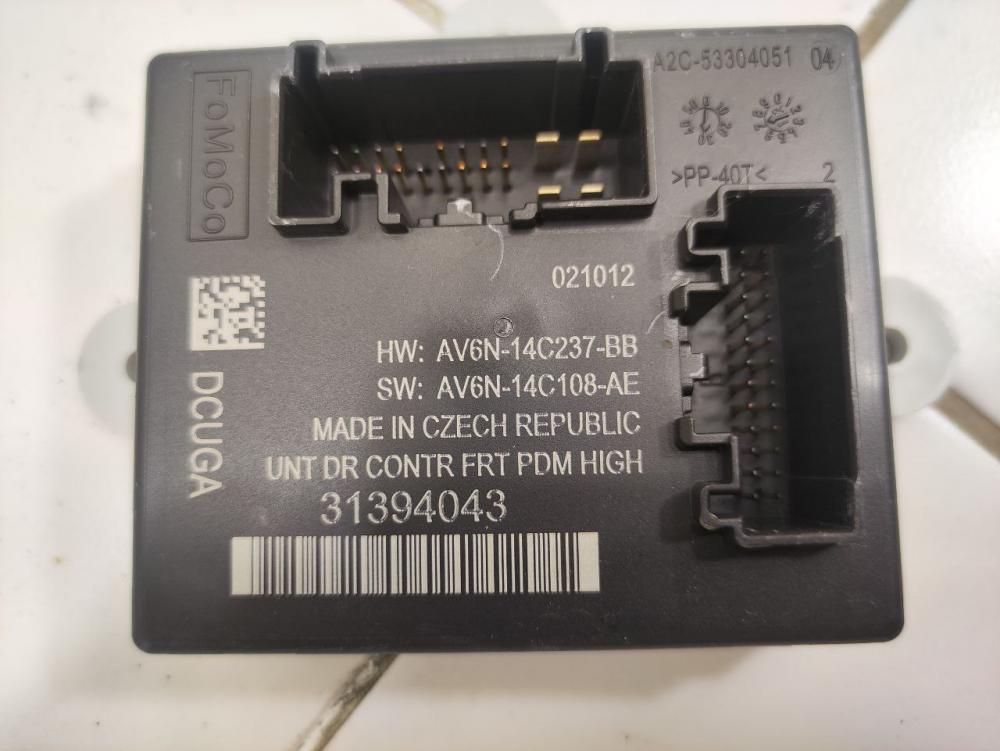 FoMoCo
A2C-53304051 04
>PP-40T< 2
021012
HW: AV6N-14C237-BB
SW: AV6N-14C108-AE
MADE IN CZECH REPUBLIC
UNT DR CONTR FRT PDM HIGH
31394043
DCUGA